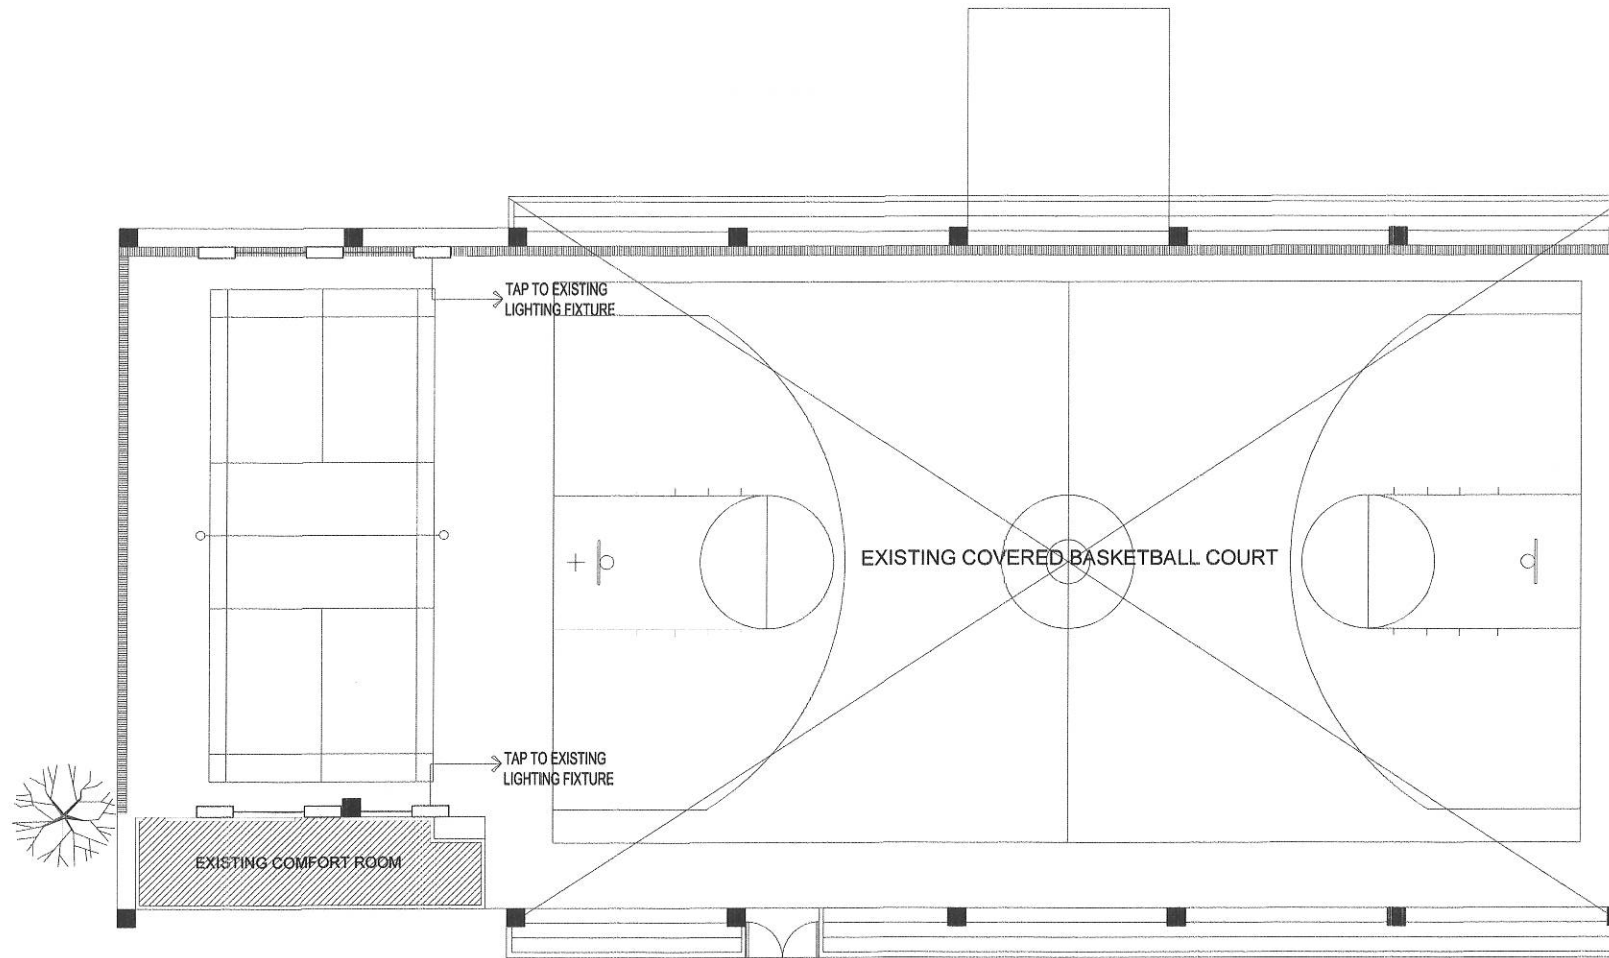 TAP TO EXISTING
LIGHTING FIXTURE
EXISTING COVERED BASKETBALL COURT
TAP TO EXISTING
LIGHTING FIXTURE
EXISTING COMFORT ROOM